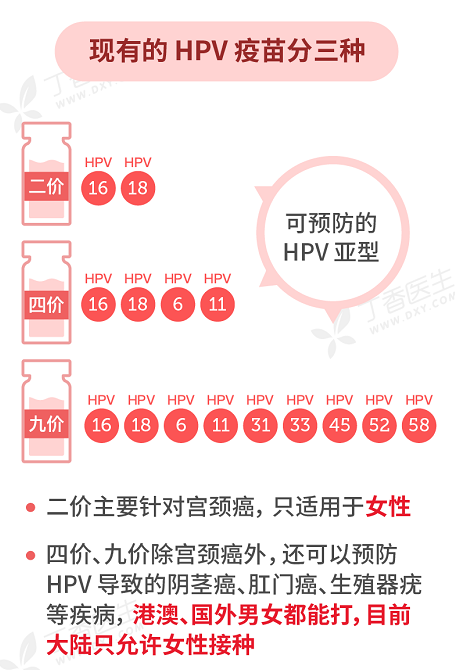 现有的 HPV 疫苗分三种
HPV HPV
二价 16 18
可预防的
HPV 亚型
HPV HPV HPV HPV
四价 16 18 6 11
丁香医生
WWW.DXY.COM
HPV HPV HPV HPV HPV HPV HPV HPV HPV
九价 16 18 6 11 31 33 45 52 58
二价主要针对宫颈癌，只适用于女性
四价、九价除宫颈癌外，还可以预防
HPV 导致的阴茎癌、肛门癌、生殖器疣
等疾病，港澳、国外男女都能打，目前
大陆只允许女性接种